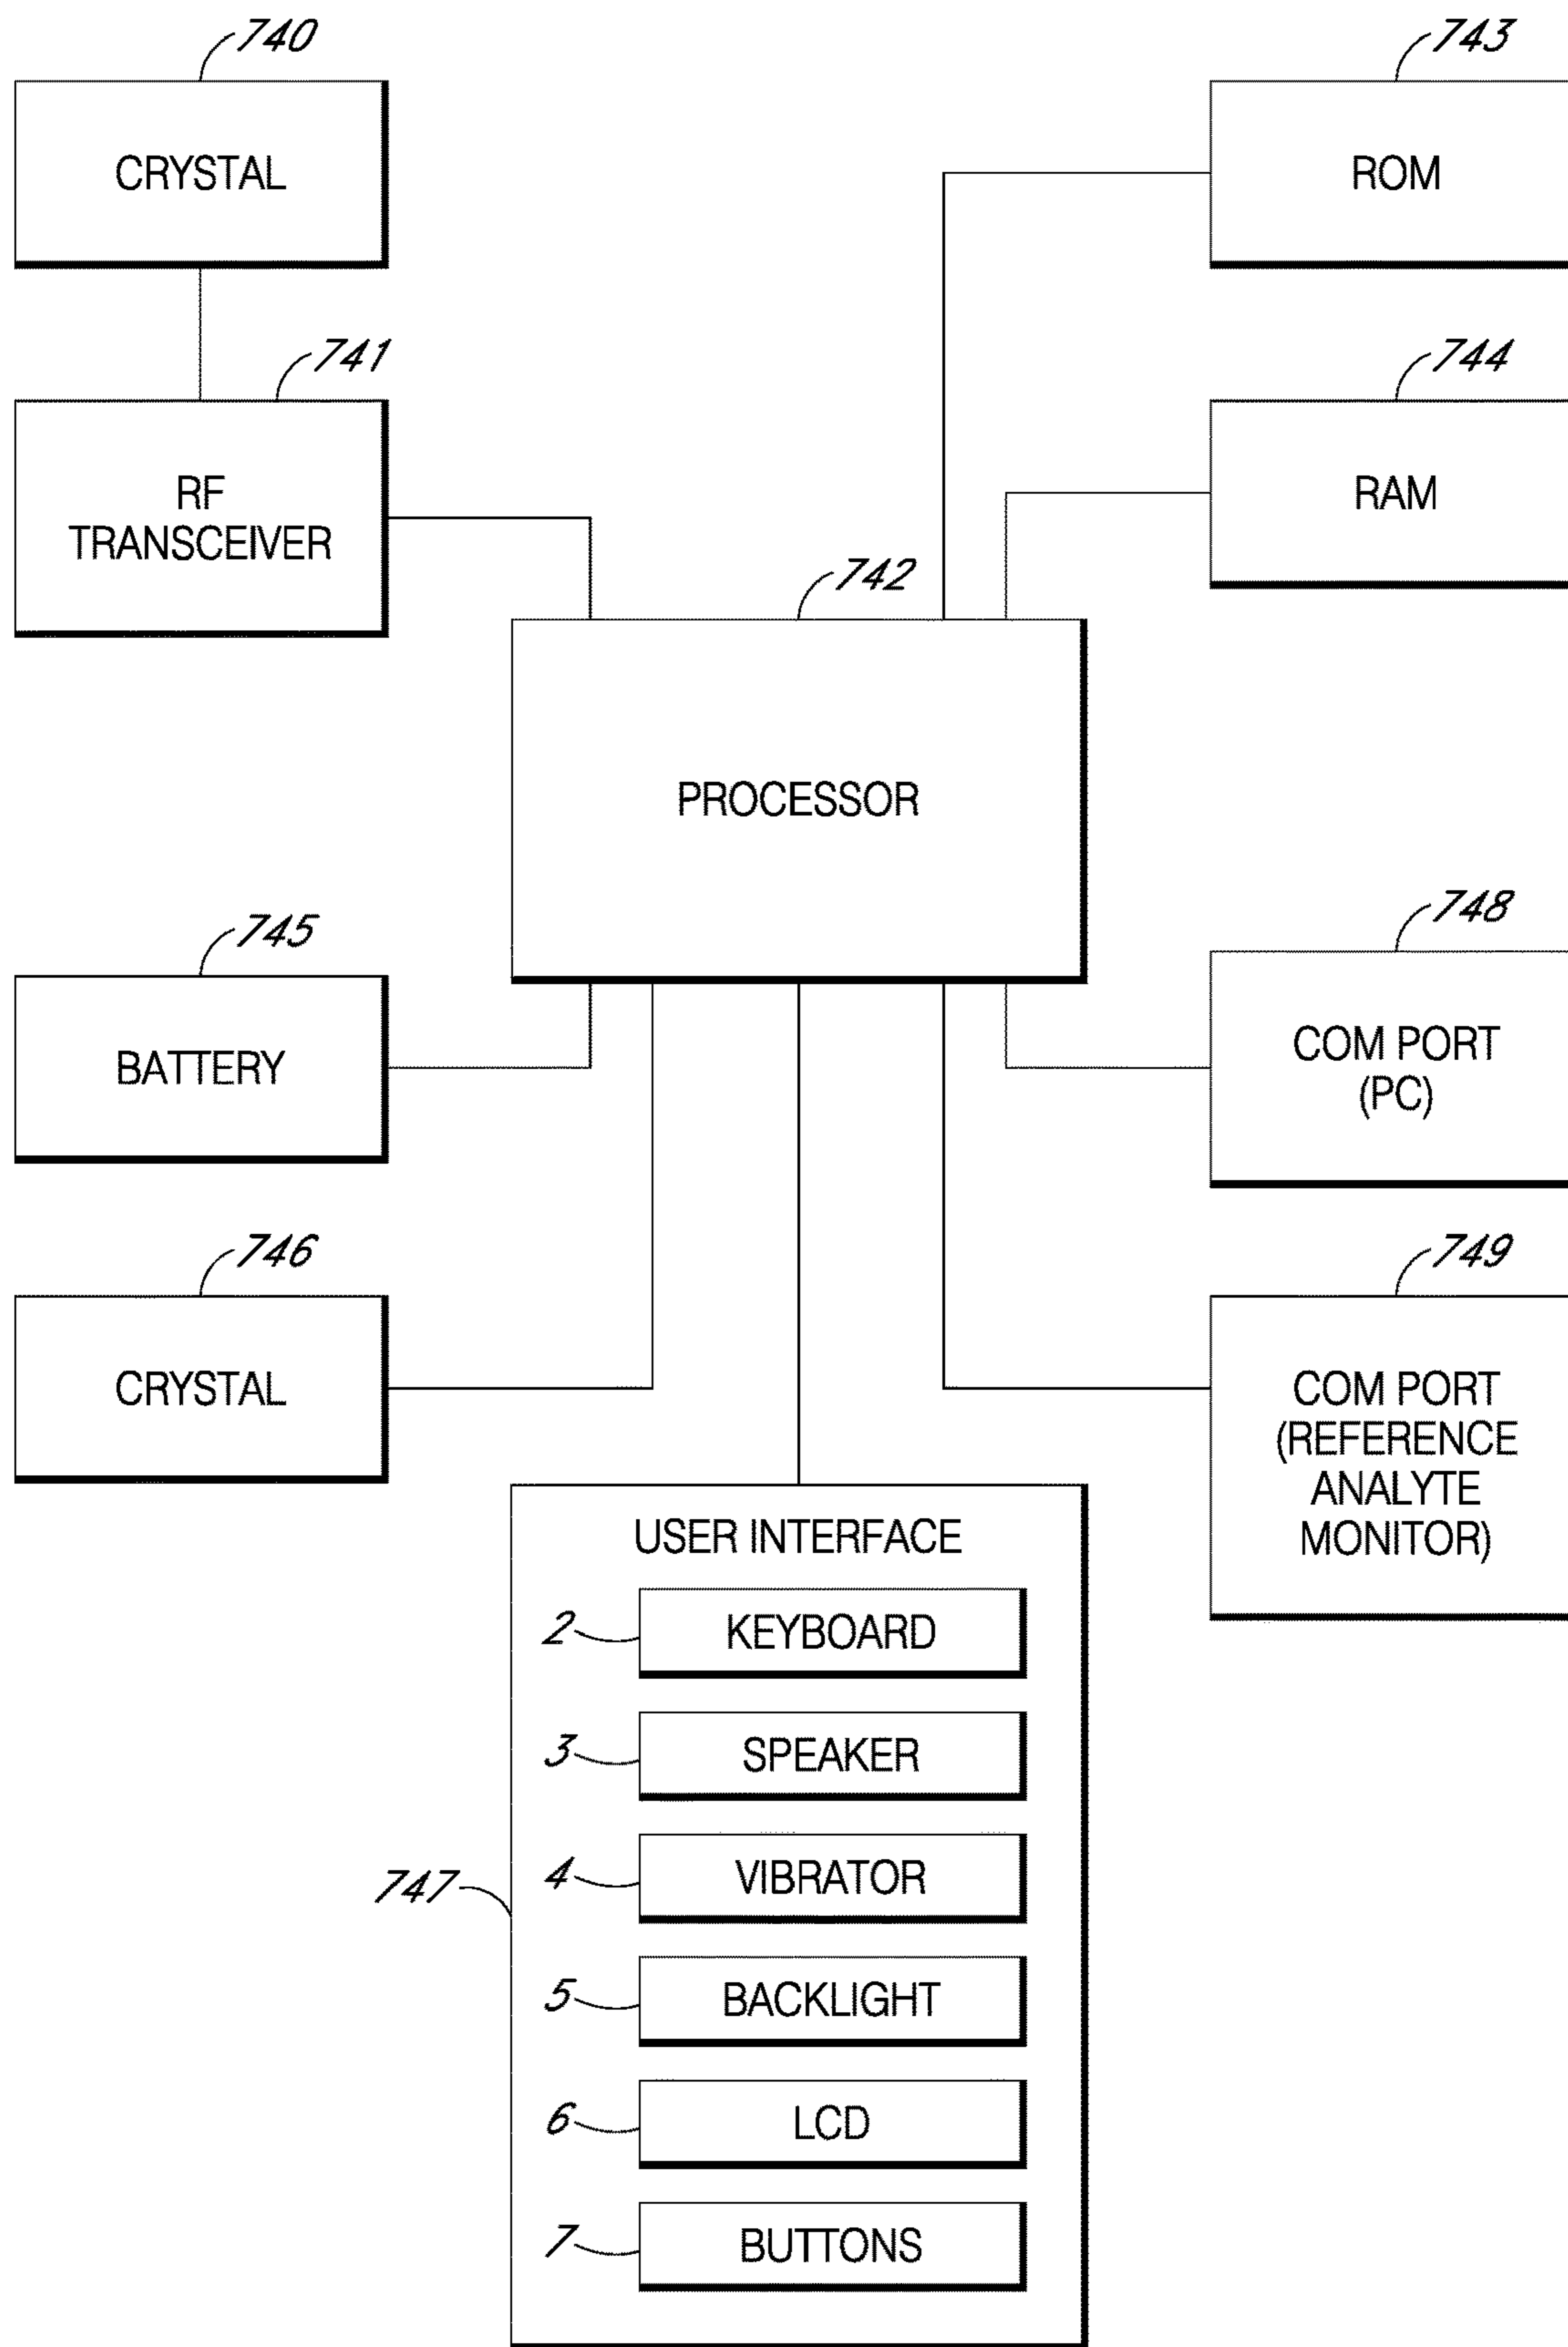 740
CRYSTAL
743
ROM
741
RF
TRANSCEIVER
744
RAM
742
PROCESSOR
745
BATTERY
748
COM PORT
(PC)
746
CRYSTAL
749
COM PORT
(REFERENCE
ANALYTE
MONITOR)
747
USER INTERFACE
2
KEYBOARD
3
SPEAKER
4
VIBRATOR
5
BACKLIGHT
6
LCD
7
BUTTONS